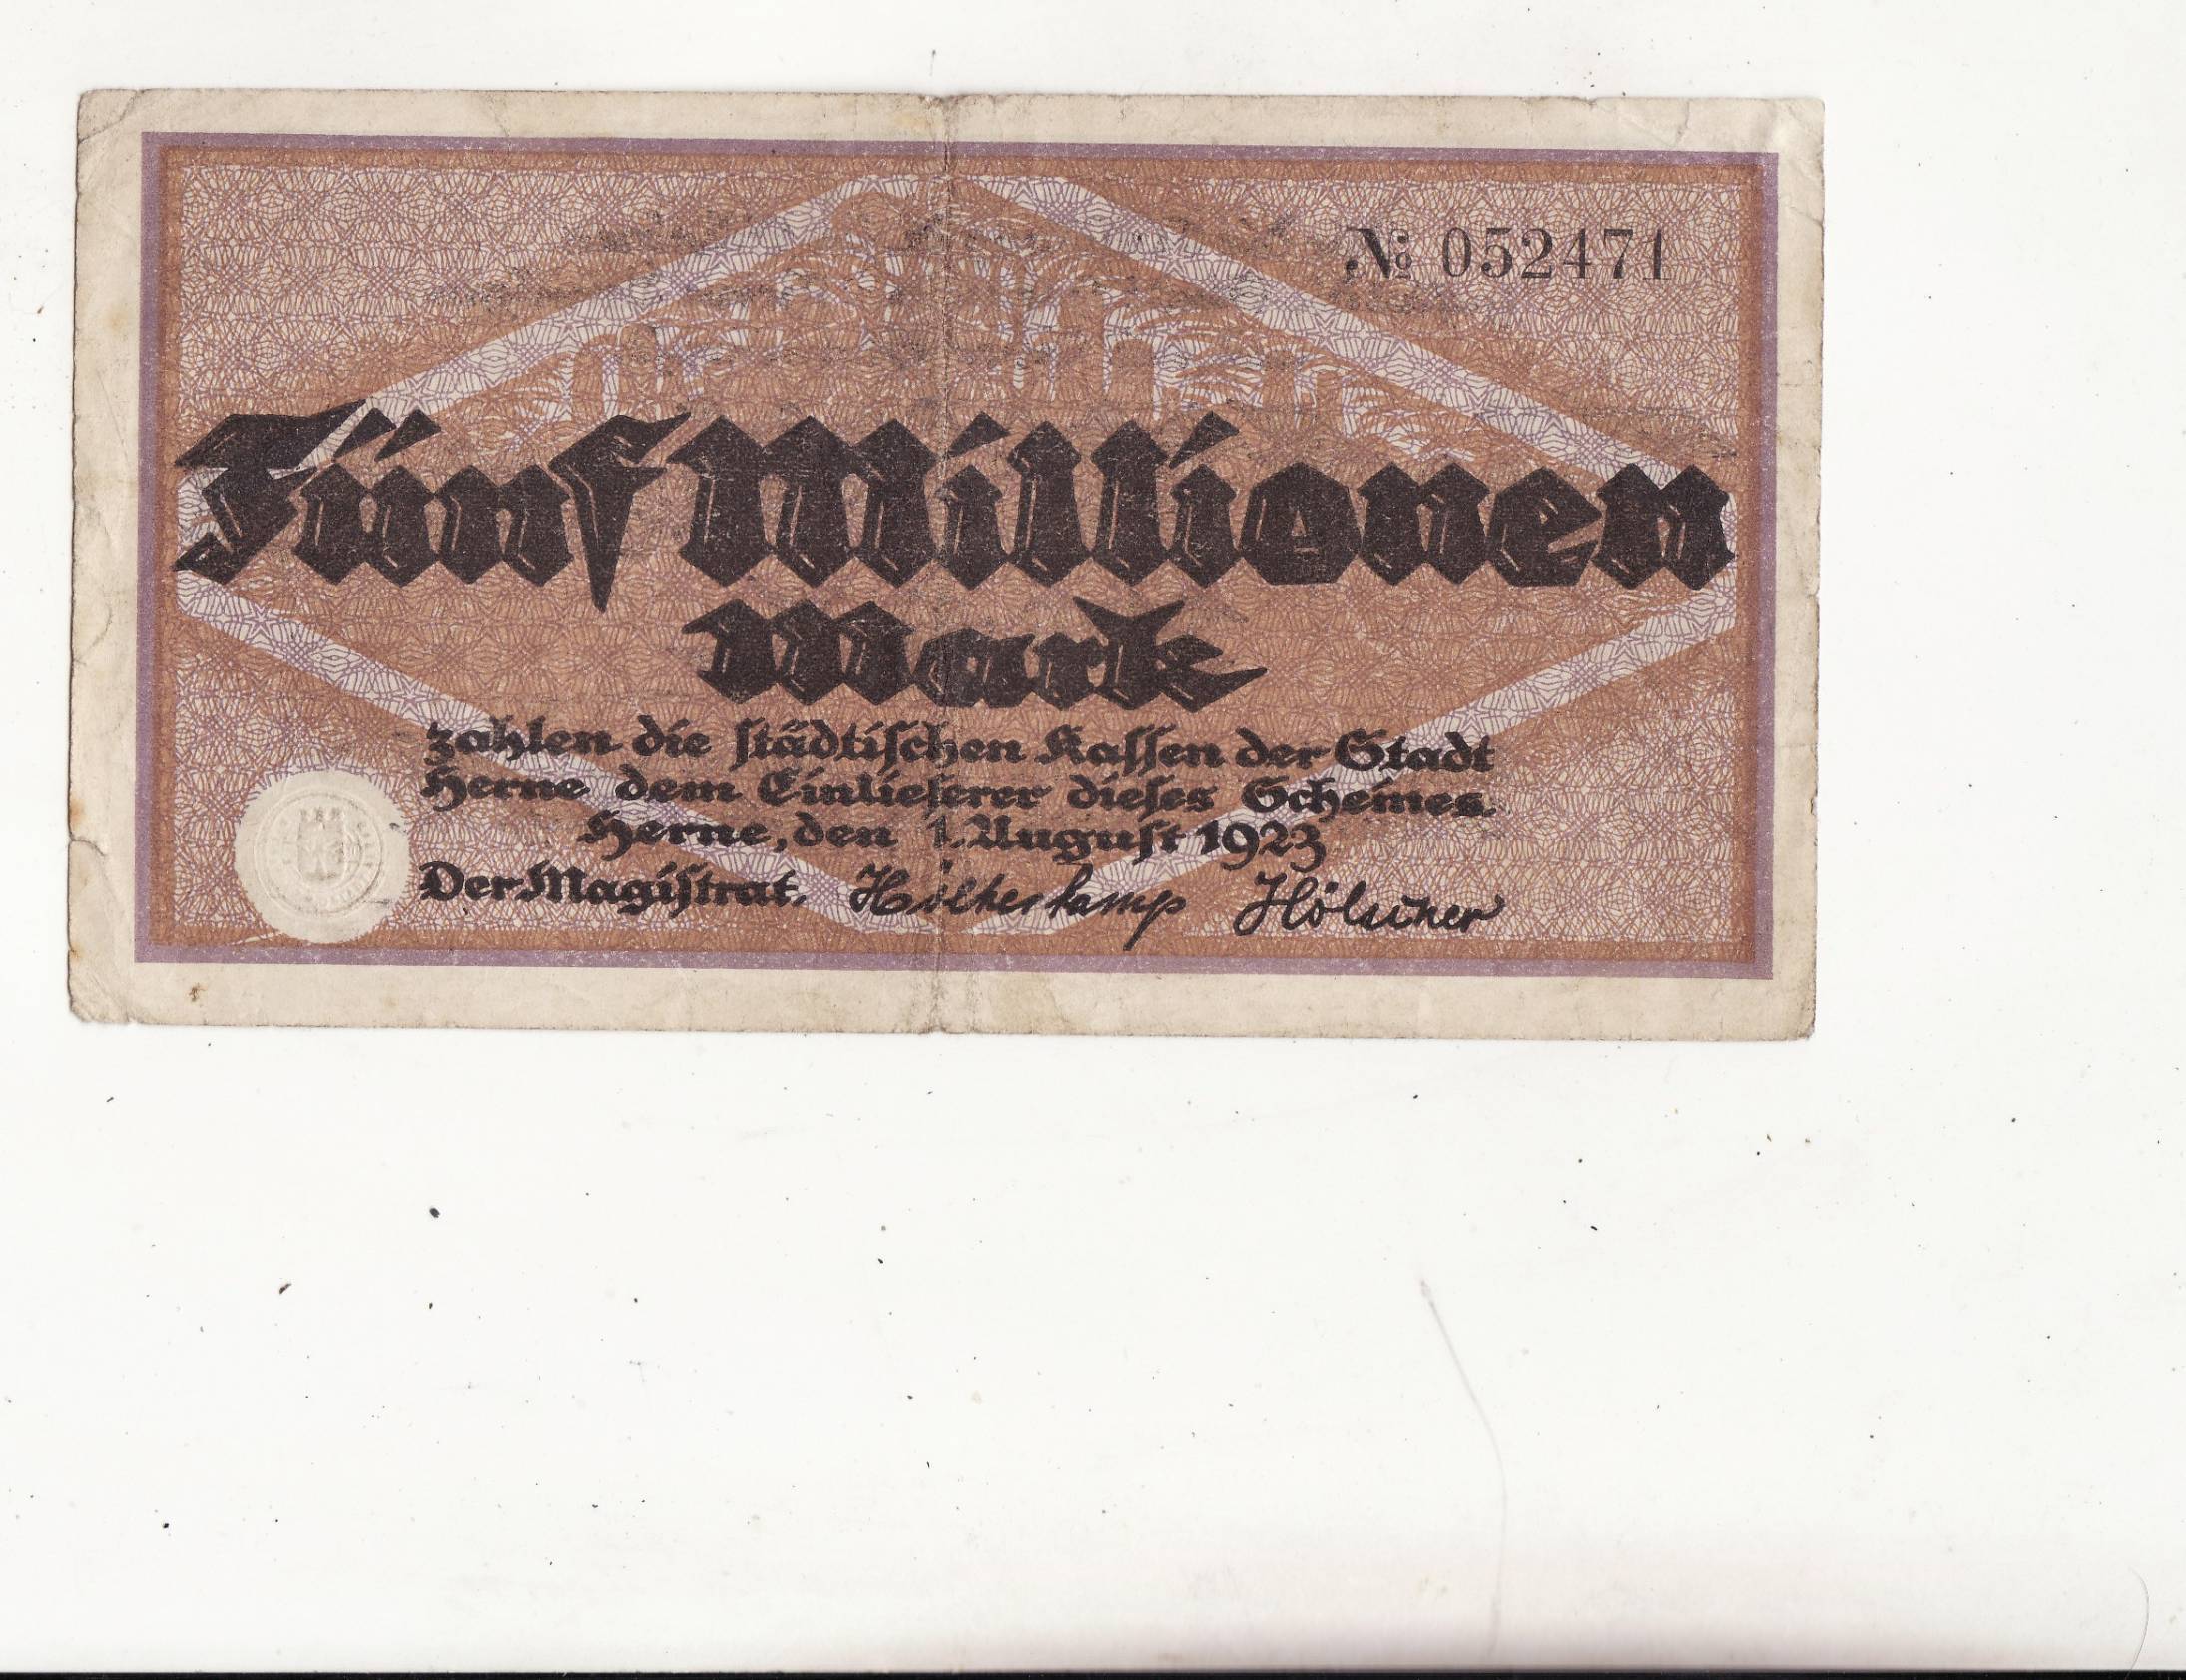 № 052471
Fünf Millionen
Mark
zahlen die städtischen Kassen der Stadt
Herne dem Einlieferer dieses Scheines.
Herne, den 1. August 1923
Der Magistrat. Hölscher